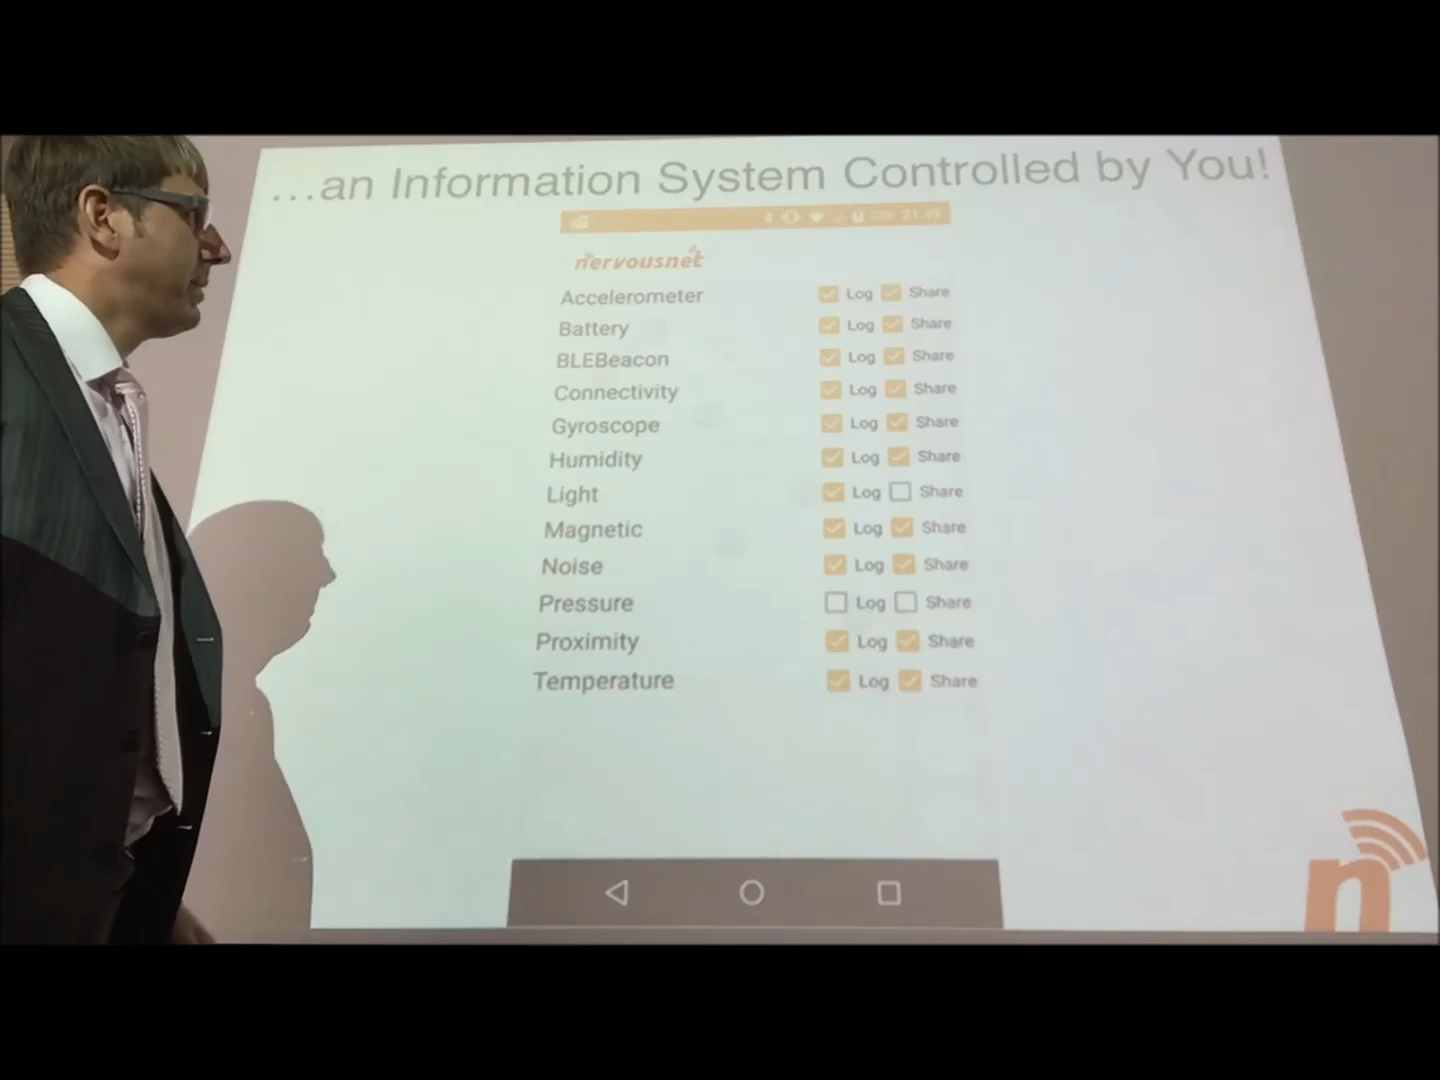 ...an Information System Controlled by You!
21:49
nervousnet
Accelerometer Log Share
Battery Log Share
BLEBeacon Log Share
Connectivity Log Share
Gyroscope Log Share
Humidity Log Share
Light Log Share
Magnetic Log Share
Noise Log Share
Pressure Log Share
Proximity Log Share
Temperature Log Share
n